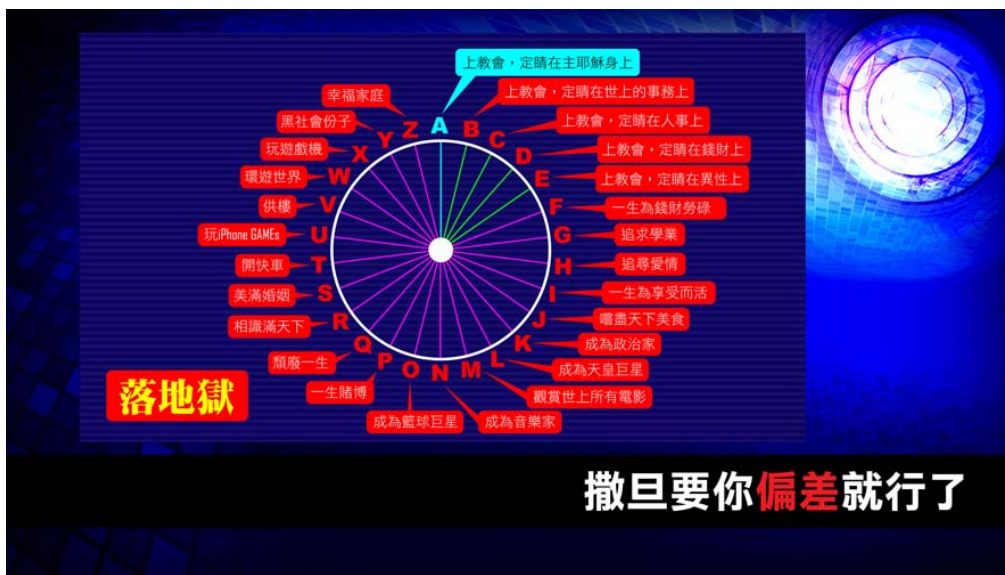 上教會，定睛在主耶穌身上
上教會，定睛在世上的事務上
上教會，定睛在人事上
上教會，定睛在錢財上
上教會，定睛在異性上
一生為錢財勞碌
追求學業
追尋愛情
一生為享受而活
嚐盡天下美食
成為政治家
成為天皇巨星
觀賞世上所有電影
成為音樂家
成為籃球巨星
一生賭博
頹廢一生
相識滿天下
美滿婚姻
開快車
玩iPhone GAMEs
供樓
環遊世界
玩遊戲機
黑社會份子
幸福家庭
A
B
C
D
E
F
G
H
I
J
K
L
M
N
O
P
Q
R
S
T
U
V
W
X
Y
Z
落地獄
撒旦要你偏差就行了